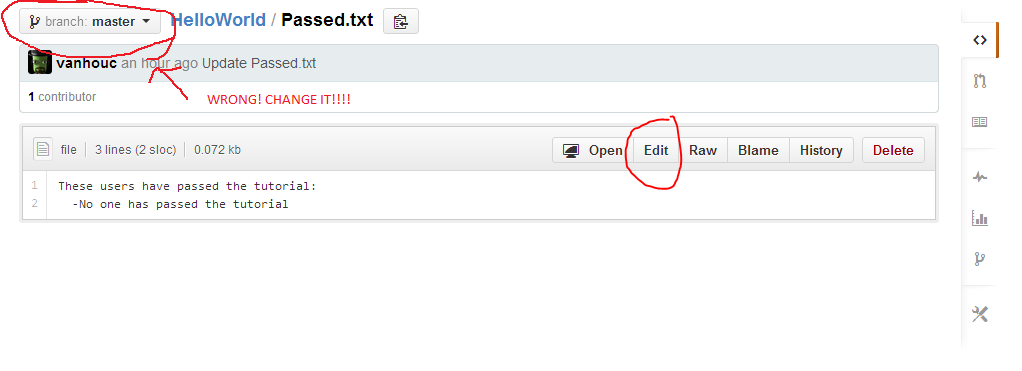 branch: master HelloWorld / Passed.txt
vanhouc an hour ago Update Passed.txt
1 contributor
WRONG! CHANGE IT!!!!
file 3 lines (2 sloc) 0.072 kb Open Edit Raw Blame History Delete
1 These users have passed the tutorial:
2 -No one has passed the tutorial